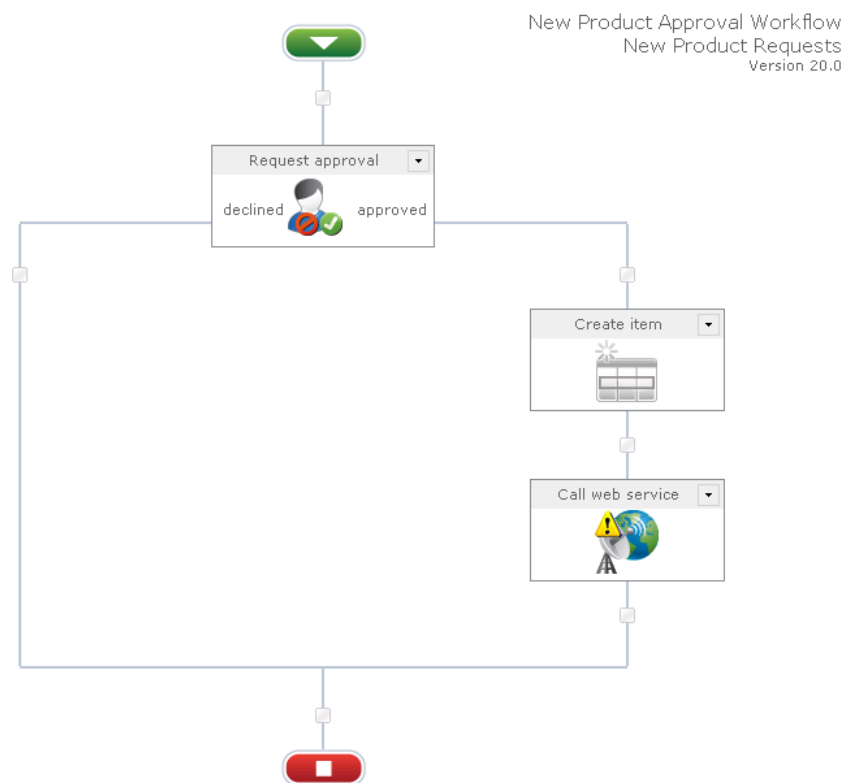 New Product Approval Workflow
New Product Requests
Version 20.0
Request approval
declined approved
Create item
Call web service